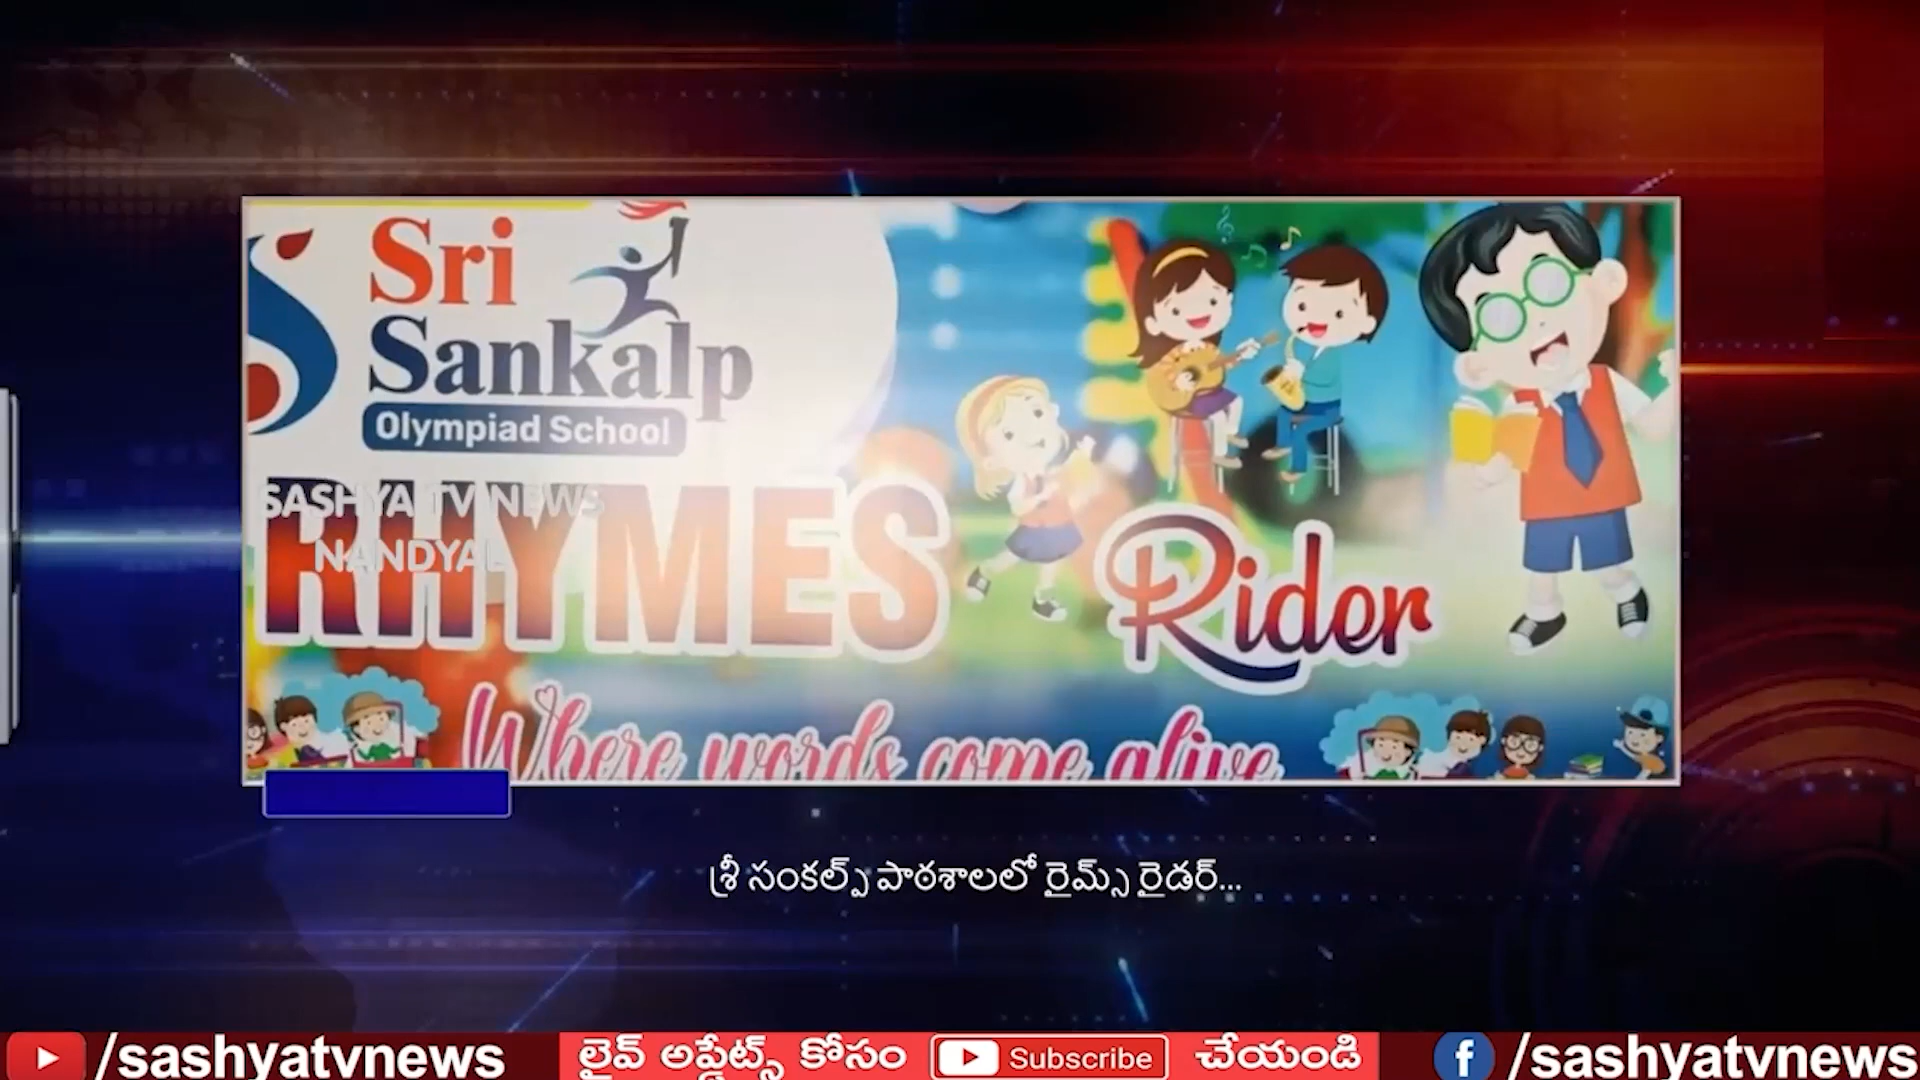 Sri
Sankalp
Olympiad School
SASHYA TV NEWS
NANDYAL
RHYMES Rider
Where words come alive
శ్రీ సంకల్ప్ పాఠశాలలో రైమ్స్ రైడర్...
/sashyatvnews
లైవ్ అప్డేట్స్ కోసం Subscribe చేయండి
/sashyatvnews